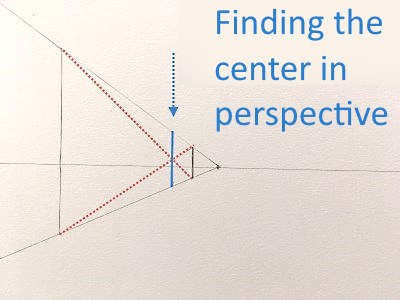 Finding the
center in
perspective